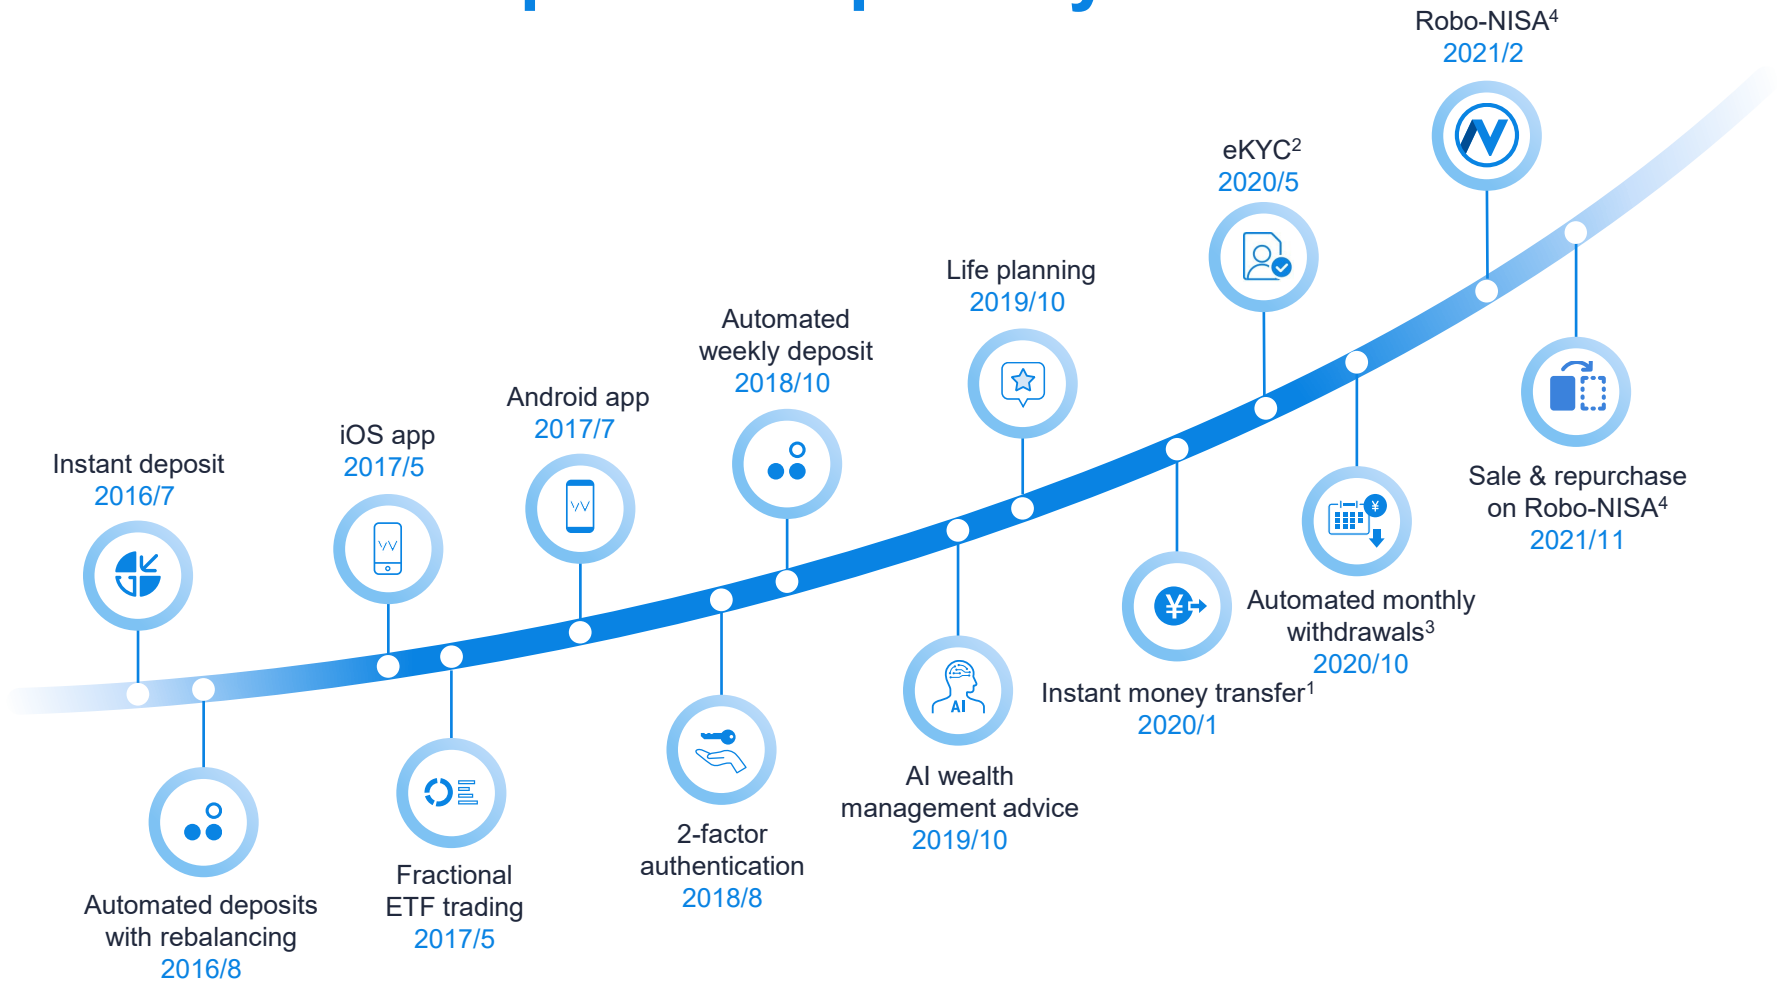 Robo-NISA4
2021/2
eKYC2
2020/5
Life planning
2019/10
Automated
weekly deposit
2018/10
Android app
2017/7
iOS app
2017/5
Instant deposit
2016/7
Sale & repurchase
on Robo-NISA4
2021/11
Automated monthly
withdrawals3
2020/10
Instant money transfer1
2020/1
AI
AI wealth
management advice
2019/10
2-factor
authentication
2018/8
Fractional
ETF trading
2017/5
Automated deposits
with rebalancing
2016/8